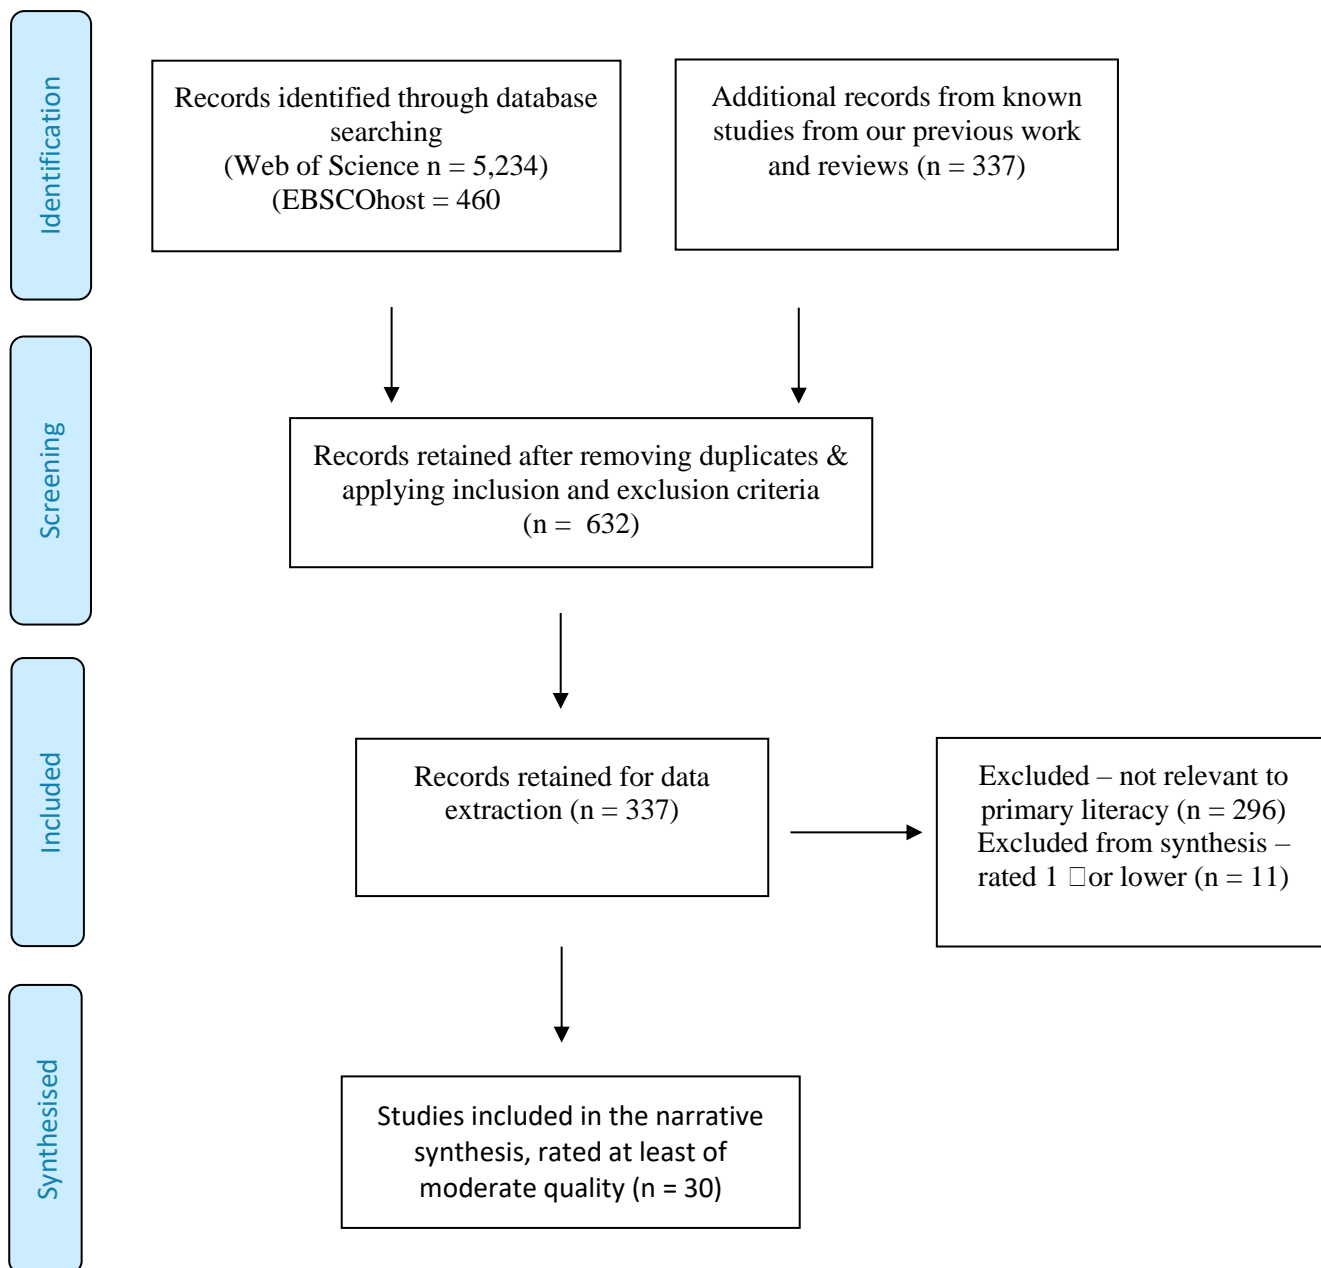 Identification
Records identified through database
searching
(Web of Science n = 5,234)
(EBSCOhost = 460
Additional records from known
studies from our previous work
and reviews (n = 337)
Screening
Records retained after removing duplicates &
applying inclusion and exclusion criteria
(n =  632)
Included
Records retained for data
extraction (n = 337)
Excluded – not relevant to
primary literacy (n = 296)
Excluded from synthesis –
rated 1 □or lower (n = 11)
Synthesised
Studies included in the narrative
synthesis, rated at least of
moderate quality (n = 30)